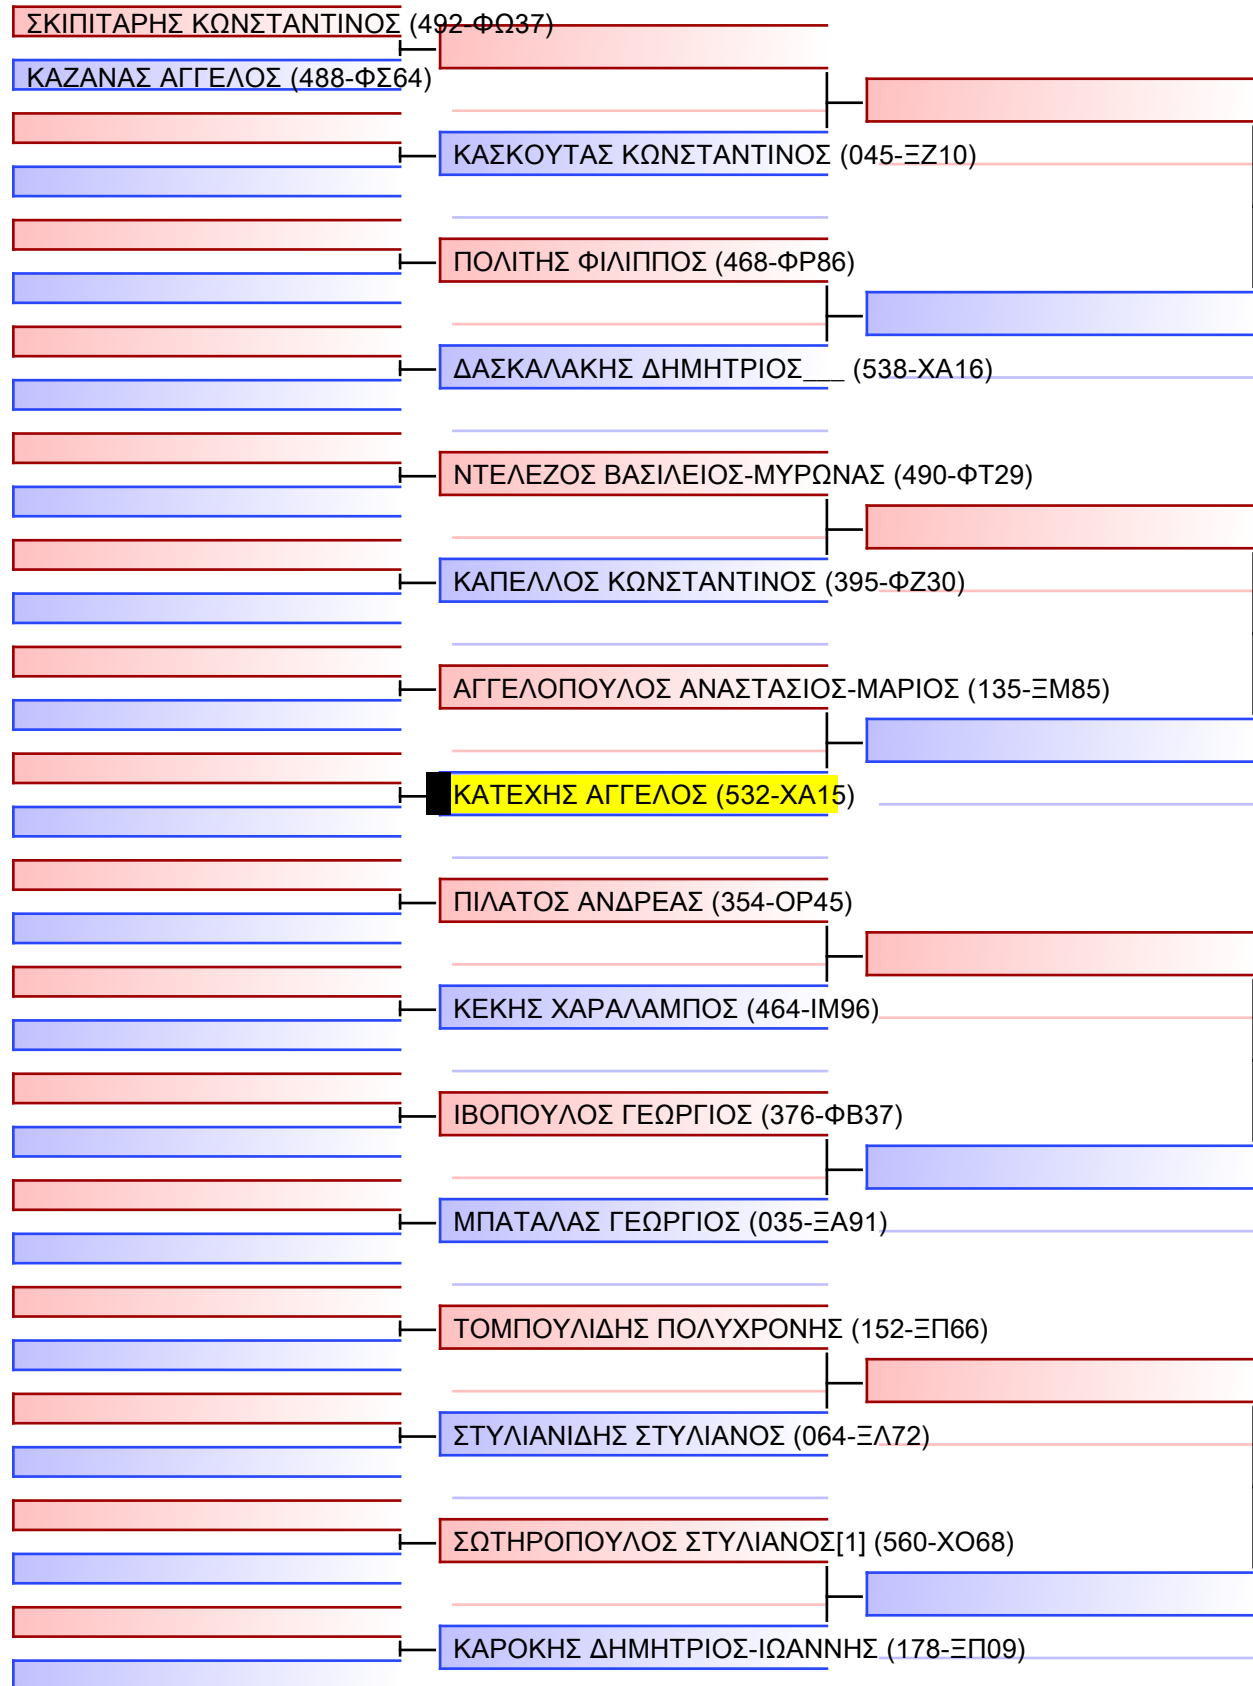 ΣΚΙΠΙΤΑΡΗΣ ΚΩΝΣΤΑΝΤΙΝΟΣ (492-ΦΩ37)
ΚΑΖΑΝΑΣ ΑΓΓΕΛΟΣ (488-ΦΣ64)
ΚΑΣΚΟΥΤΑΣ ΚΩΝΣΤΑΝΤΙΝΟΣ (045-ΞΖ10)
ΠΟΛΙΤΗΣ ΦΙΛΙΠΠΟΣ (468-ΦΡ86)
ΔΑΣΚΑΛΑΚΗΣ ΔΗΜΗΤΡΙΟΣ___ (538-ΧΑ16)
ΝΤΕΛΕΖΟΣ ΒΑΣΙΛΕΙΟΣ-ΜΥΡΩΝΑΣ (490-ΦΤ29)
ΚΑΠΕΛΛΟΣ ΚΩΝΣΤΑΝΤΙΝΟΣ (395-ΦΖ30)
ΑΓΓΕΛΟΠΟΥΛΟΣ ΑΝΑΣΤΑΣΙΟΣ-ΜΑΡΙΟΣ (135-ΞΜ85)
ΚΑΤΕΧΗΣ ΑΓΓΕΛΟΣ (532-ΧΑ15)
ΠΙΛΑΤΟΣ ΑΝΔΡΕΑΣ (354-ΟΡ45)
ΚΕΚΗΣ ΧΑΡΑΛΑΜΠΟΣ (464-ΙΜ96)
ΙΒΟΠΟΥΛΟΣ ΓΕΩΡΓΙΟΣ (376-ΦΒ37)
ΜΠΑΤΑΛΑΣ ΓΕΩΡΓΙΟΣ (035-ΞΑ91)
ΤΟΜΠΟΥΛΙΔΗΣ ΠΟΛΥΧΡΟΝΗΣ (152-ΞΠ66)
ΣΤΥΛΙΑΝΙΔΗΣ ΣΤΥΛΙΑΝΟΣ (064-ΞΛ72)
ΣΩΤΗΡΟΠΟΥΛΟΣ ΣΤΥΛΙΑΝΟΣ[1] (560-ΧΟ68)
ΚΑΡΟΚΗΣ ΔΗΜΗΤΡΙΟΣ-ΙΩΑΝΝΗΣ (178-ΞΠ09)